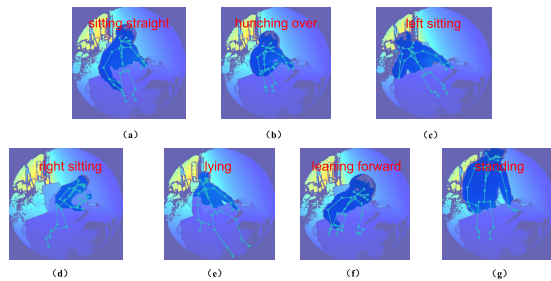 sitting straight
hunching over
left sitting
(a)
(b)
(c)
right sitting
lying
leaning forward
standing
(d)
(e)
(f)
(g)